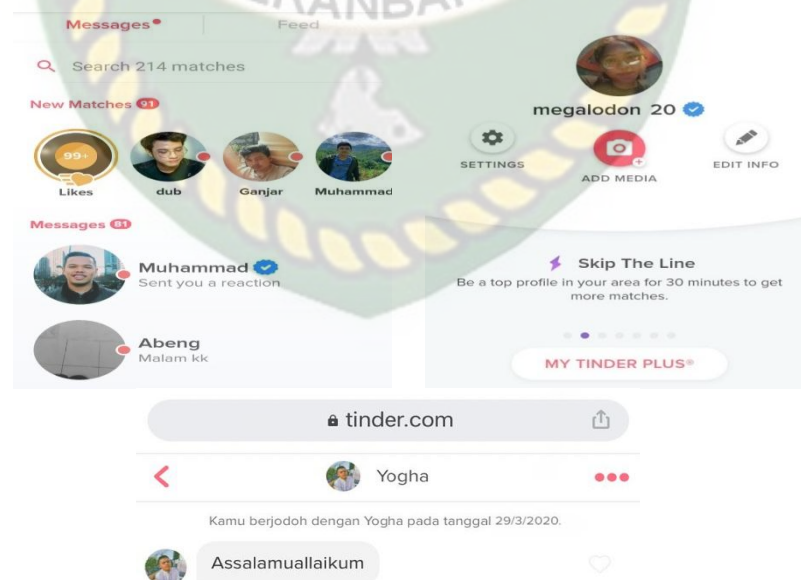 KANBA
Messages
Feed
Search 214 matches
New Matches 91
99+
Likes
dub
Ganjar
Muhammad
Messages 81
Muhammad
Sent you a reaction
Abeng
Malam kk
megalodon 20
SETTINGS
ADD MEDIA
EDIT INFO
Skip The Line
Be a top profile in your area for 30 minutes to get
more matches.
MY TINDER PLUS®
tinder.com
Yogha
Kamu berjodoh dengan Yogha pada tanggal 29/3/2020.
Assalamuallaikum